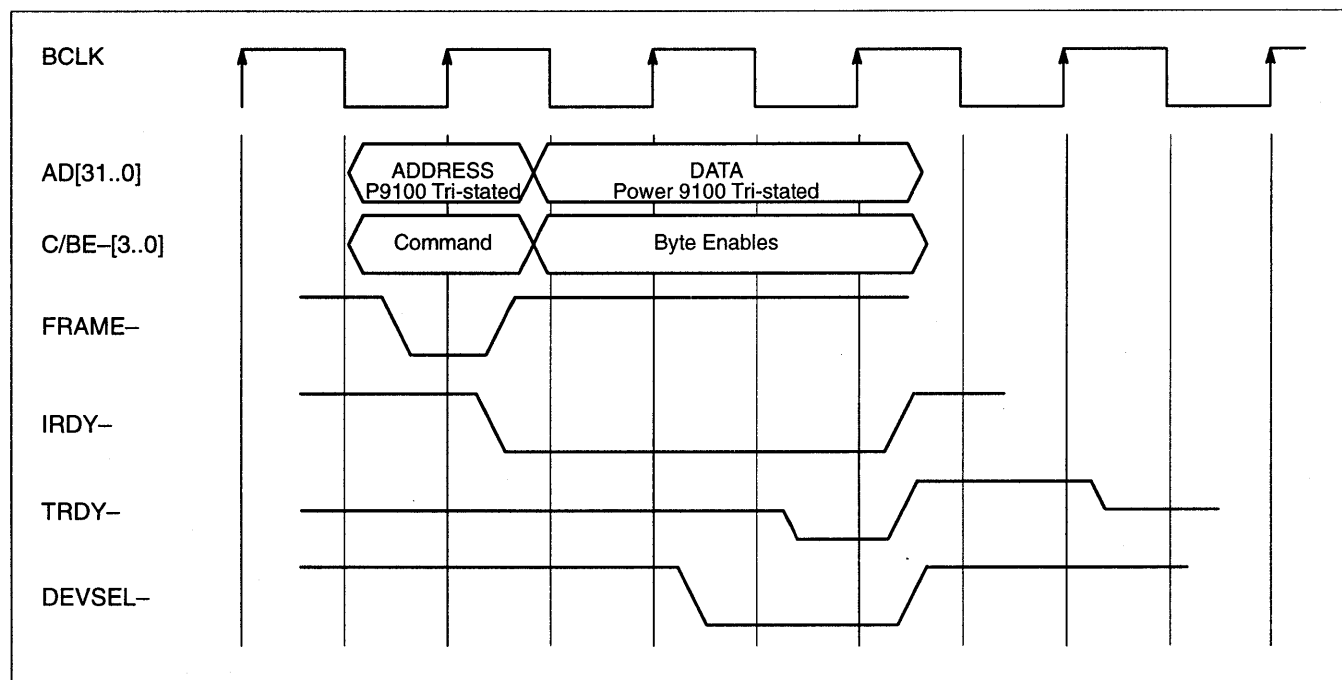 BCLK
AD[31..0]
ADDRESS
P9100 Tri-stated
DATA
Power 9100 Tri-stated
C/BE–[3..0]
Command
Byte Enables
FRAME–
IRDY–
TRDY–
DEVSEL–